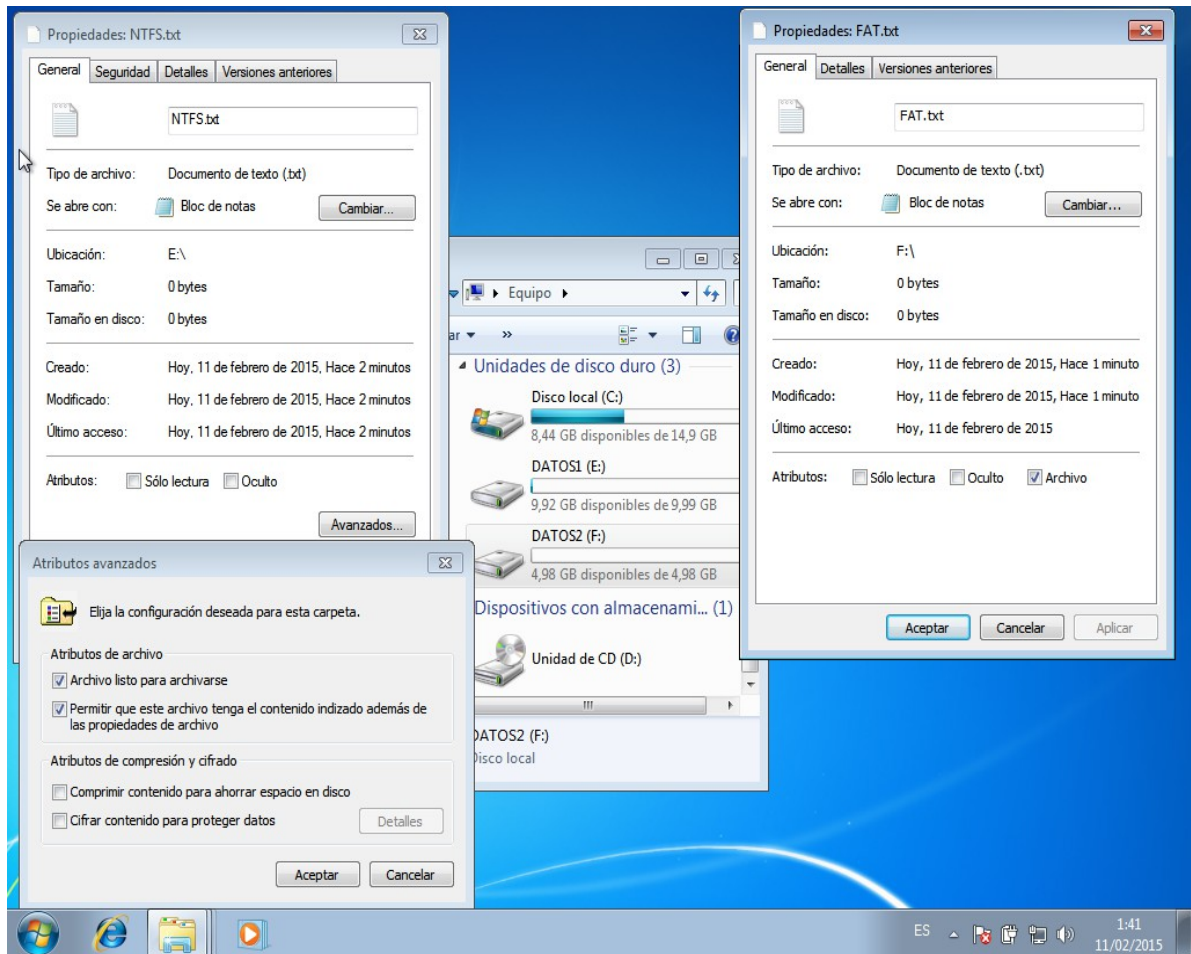 Propiedades: NTFS.txt
General Seguridad Detalles Versiones anteriores
NTFS.txt
Tipo de archivo: Documento de texto (.txt)
Se abre con: Bloc de notas Cambiar...
Ubicación: E:\
Tamaño: 0 bytes
Tamaño en disco: 0 bytes
Creado: Hoy, 11 de febrero de 2015, Hace 2 minutos
Modificado: Hoy, 11 de febrero de 2015, Hace 2 minutos
Último acceso: Hoy, 11 de febrero de 2015, Hace 2 minutos
Atributos: Sólo lectura Oculto
Avanzados...
Atributos avanzados
Elija la configuración deseada para esta carpeta.
Atributos de archivo
Archivo listo para archivarse
Permitir que este archivo tenga el contenido indizado además de
las propiedades de archivo
Atributos de compresión y cifrado
Comprimir contenido para ahorrar espacio en disco
Cifrar contenido para proteger datos Detalles
Aceptar Cancelar
Equipo
ar »
Unidades de disco duro (3)
Disco local (C:)
8,44 GB disponibles de 14,9 GB
DATOS1 (E:)
9,92 GB disponibles de 9,99 GB
DATOS2 (F:)
4,98 GB disponibles de 4,98 GB
Dispositivos con almacenami... (1)
Unidad de CD (D:)
DATOS2 (F:)
Disco local
Propiedades: FAT.txt
General Detalles Versiones anteriores
FAT.txt
Tipo de archivo: Documento de texto (.txt)
Se abre con: Bloc de notas Cambiar...
Ubicación: F:\
Tamaño: 0 bytes
Tamaño en disco: 0 bytes
Creado: Hoy, 11 de febrero de 2015, Hace 1 minuto
Modificado: Hoy, 11 de febrero de 2015, Hace 1 minuto
Último acceso: Hoy, 11 de febrero de 2015
Atributos: Sólo lectura Oculto Archivo
Aceptar Cancelar Aplicar
ES 1:41
11/02/2015